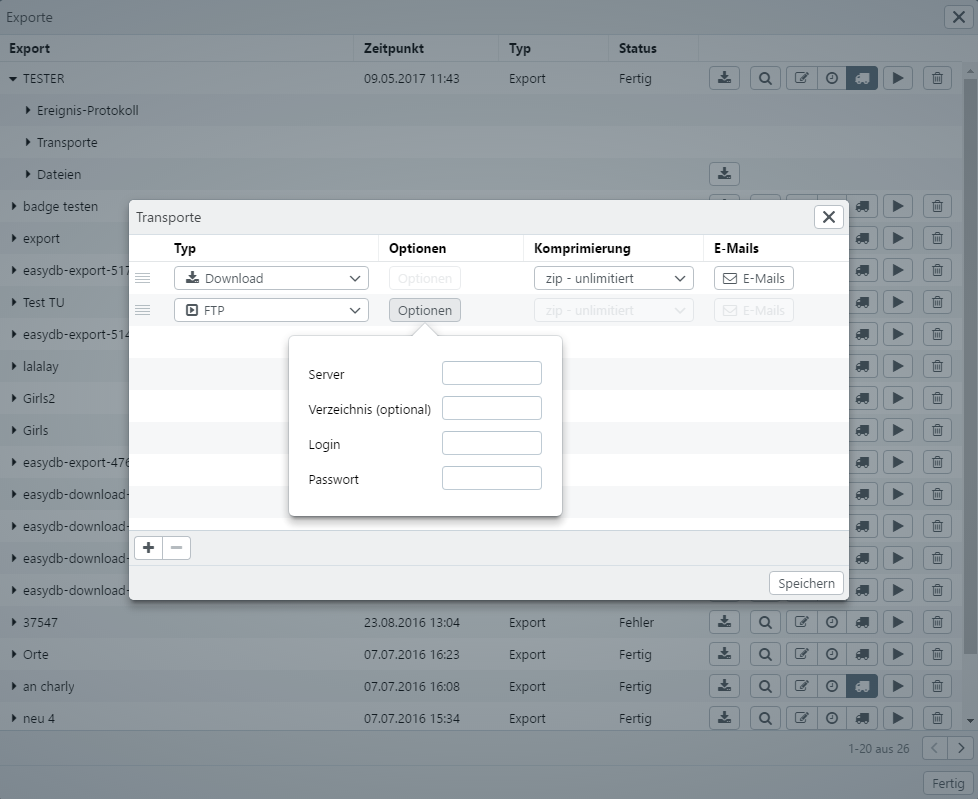 Exporte
Export Zeitpunkt Typ Status
TESTER 09.05.2017 11:43 Export Fertig
Ereignis-Protokoll
Transporte
Dateien
badge testen
export
easydb-export-517
Test TU
easydb-export-514
lalalay
Girls2
Girls
easydb-export-476
easydb-download-
easydb-download-
easydb-download-
easydb-download-
Transporte
Typ Optionen Komprimierung E-Mails
Download Optionen zip - unlimitiert E-Mails
FTP Optionen zip - unlimitiert E-Mails
Server
Verzeichnis (optional)
Login
Passwort
Speichern
37547 23.08.2016 13:04 Export Fehler
Orte 07.07.2016 16:23 Export Fertig
an charly 07.07.2016 16:08 Export Fertig
neu 4 07.07.2016 15:34 Export Fertig
1-20 aus 26
Fertig